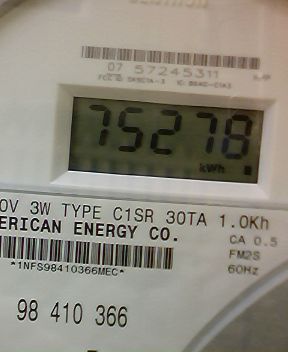 07 57245311
75278
kWh
0V 3W TYPE C1SR 30TA 1.0Kh
ERICAN ENERGY CO.
CA 0.5
FM2S
60Hz
*1NFS98410366MEC*
98 410 366